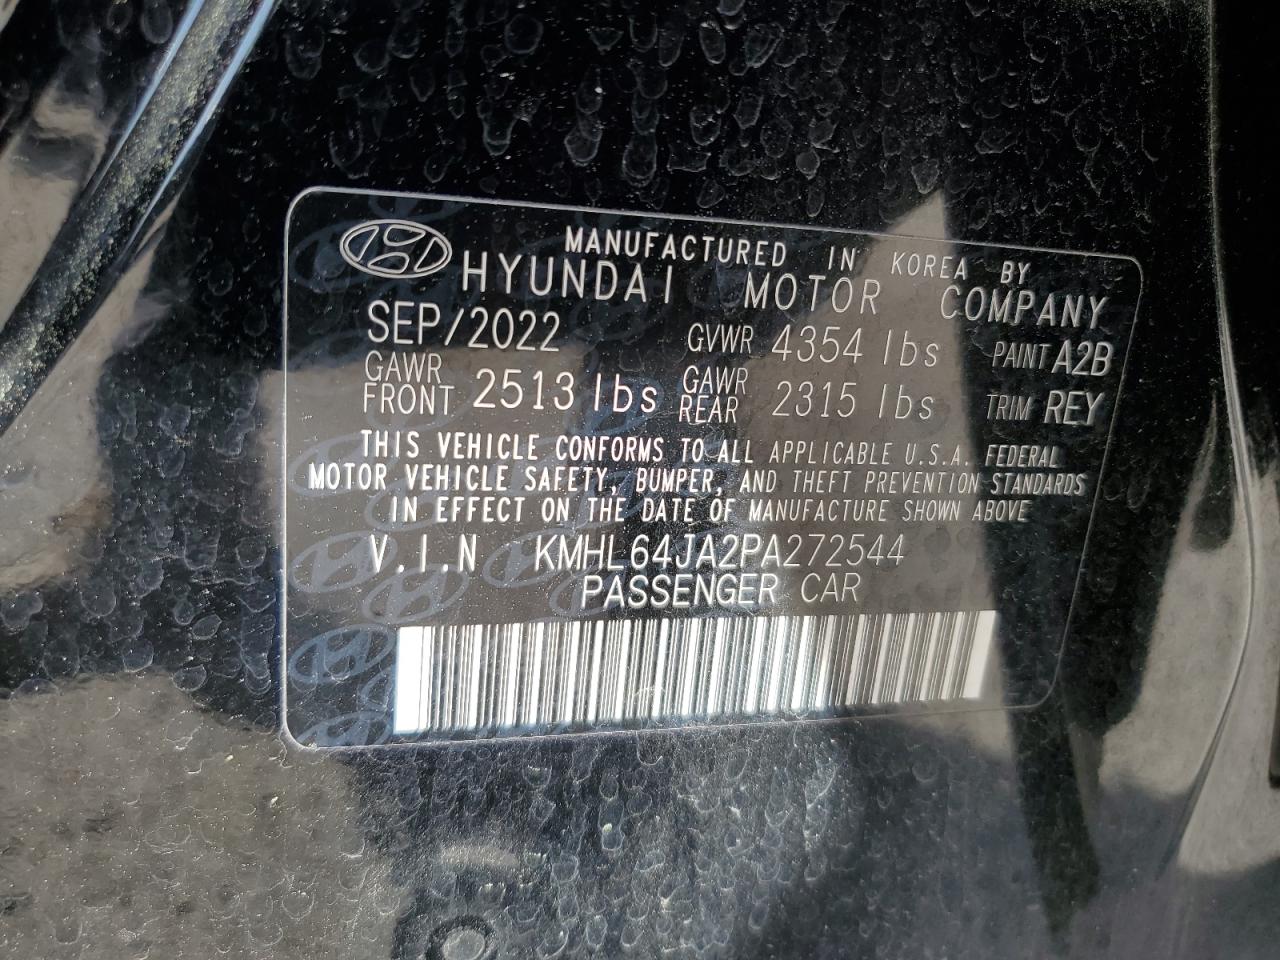 MANUFACTURED IN KOREA BY
HYUNDAI MOTOR COMPANY
SEP/2022 GVWR 4354 lbs PAINT A2B
GAWR FRONT 2513 lbs GAWR REAR 2315 lbs TRIM REY
THIS VEHICLE CONFORMS TO ALL APPLICABLE U.S.A. FEDERAL
MOTOR VEHICLE SAFETY, BUMPER, AND THEFT PREVENTION STANDARDS
IN EFFECT ON THE DATE OF MANUFACTURE SHOWN ABOVE
V.I.N KMHL64JA2PA272544
PASSENGER CAR